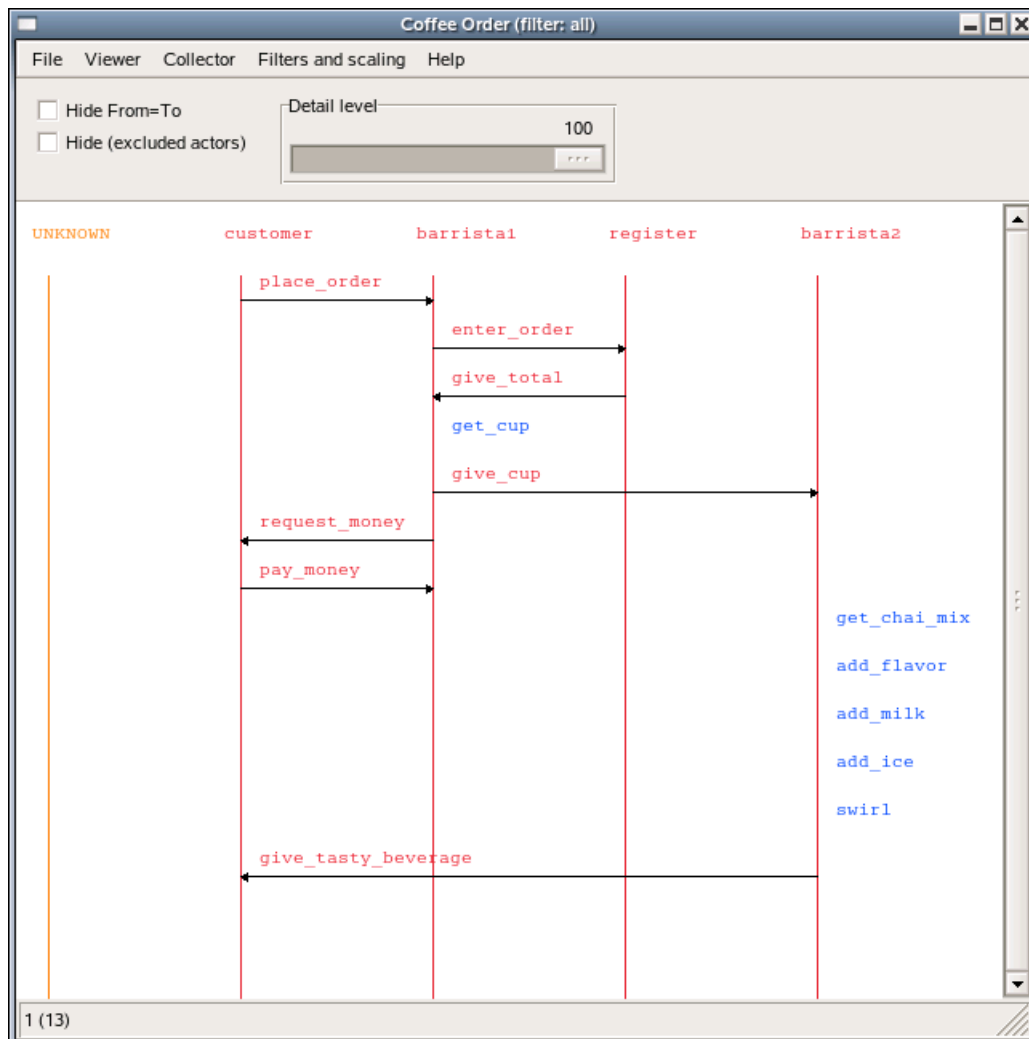 Coffee Order (filter: all)
File Viewer Collector Filters and scaling Help
Hide From=To
Hide (excluded actors)
Detail level
100
UNKNOWN customer barrista1 register barrista2
place_order
enter_order
give_total
get_cup
give_cup
request_money
pay_money
get_chai_mix
add_flavor
add_milk
add_ice
swirl
give_tasty_beverage
1 (13)